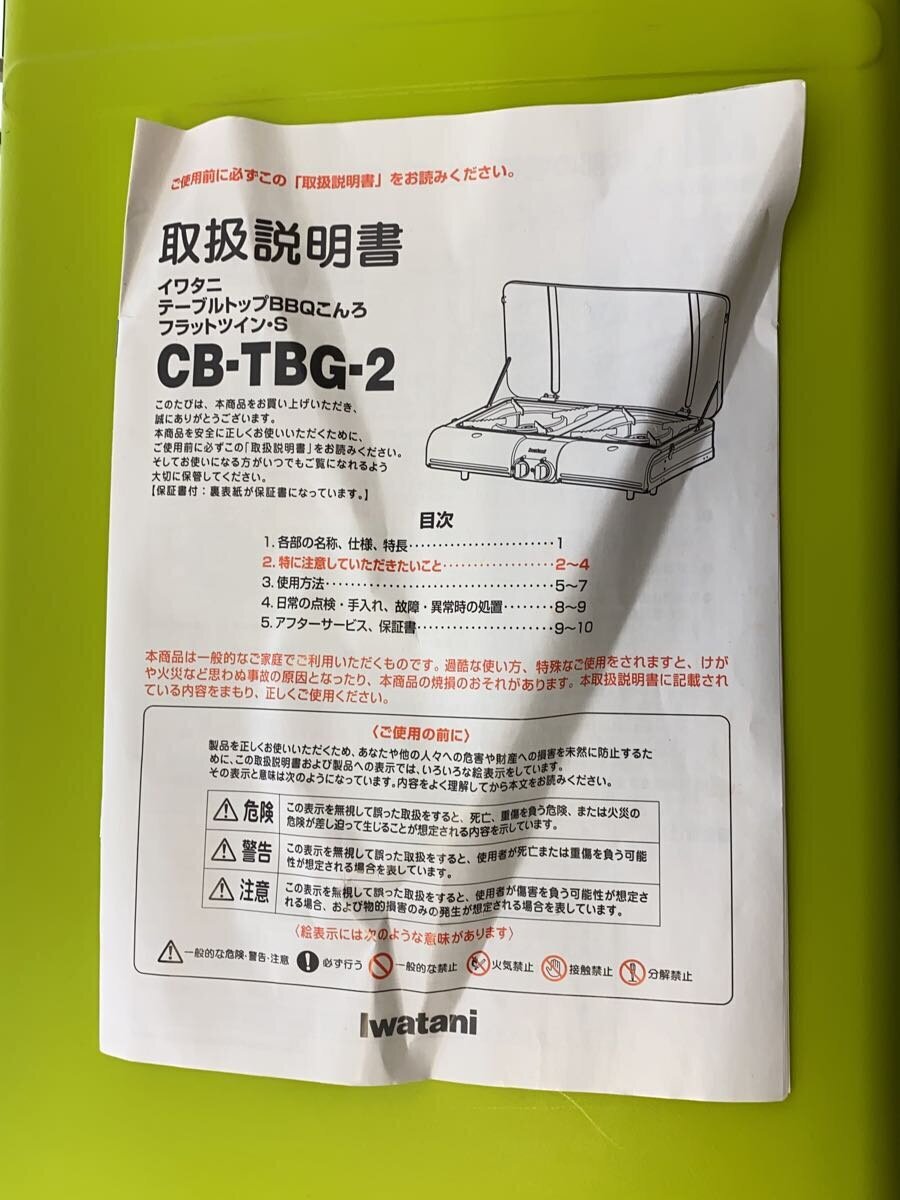 ご使用前に必ずこの「取扱説明書」をお読みください。
取扱説明書
イワタニ
テーブルトップBBQこんろ
フラットツイン・S
CB-TBG-2
このたびは、本商品をお買い上げいただき、
誠にありがとうございます。
本商品を安全に正しくお使いいただくために、
ご使用前に必ずこの「取扱説明書」をお読みください。
そしてお使いになる方がいつでもご覧になれるよう
大切に保管してください。
【保証書付：裏表紙が保証書になっています。】
Iwatani
目次
1. 各部の名称、仕様、特長‥‥‥‥‥‥‥‥1
2. 特に注意していただきたいこと‥‥‥‥‥‥2〜4
3. 使用方法‥‥‥‥‥‥‥‥‥‥‥‥‥5〜7
4. 日常の点検・手入れ、故障・異常時の処置‥‥‥8〜9
5. アフターサービス、保証書‥‥‥‥‥‥‥9〜10
本商品は一般的なご家庭でご利用いただくものです。過酷な使い方、特殊なご使用をされますと、けが
や火災など思わぬ事故の原因となったり、本商品の焼損のおそれがあります。本取扱説明書に記載され
ている内容をまもり、正しくご使用ください。
〈ご使用の前に〉
製品を正しくお使いいただくため、あなたや他の人々への危害や財産への損害を未然に防止するた
めに、この取扱説明書および製品への表示では、いろいろな絵表示をしています。
その表示と意味は次のようになっています。内容をよく理解してから本文をお読みください。
危険 この表示を無視して誤った取扱をすると、死亡、重傷を負う危険、または火災の
危険が差し迫って生じることが想定される内容を示しています。
警告 この表示を無視して誤った取扱をすると、使用者が死亡または重傷を負う可能
性が想定される場合を表しています。
注意 この表示を無視して誤った取扱をすると、使用者が傷害を負う可能性が想定さ
れる場合、および物的損害のみの発生が想定される場合を表しています。
〈絵表示には次のような意味があります〉
一般的な危険・警告・注意 必ず行う 一般的な禁止 火気禁止 接触禁止 分解禁止
Iwatani